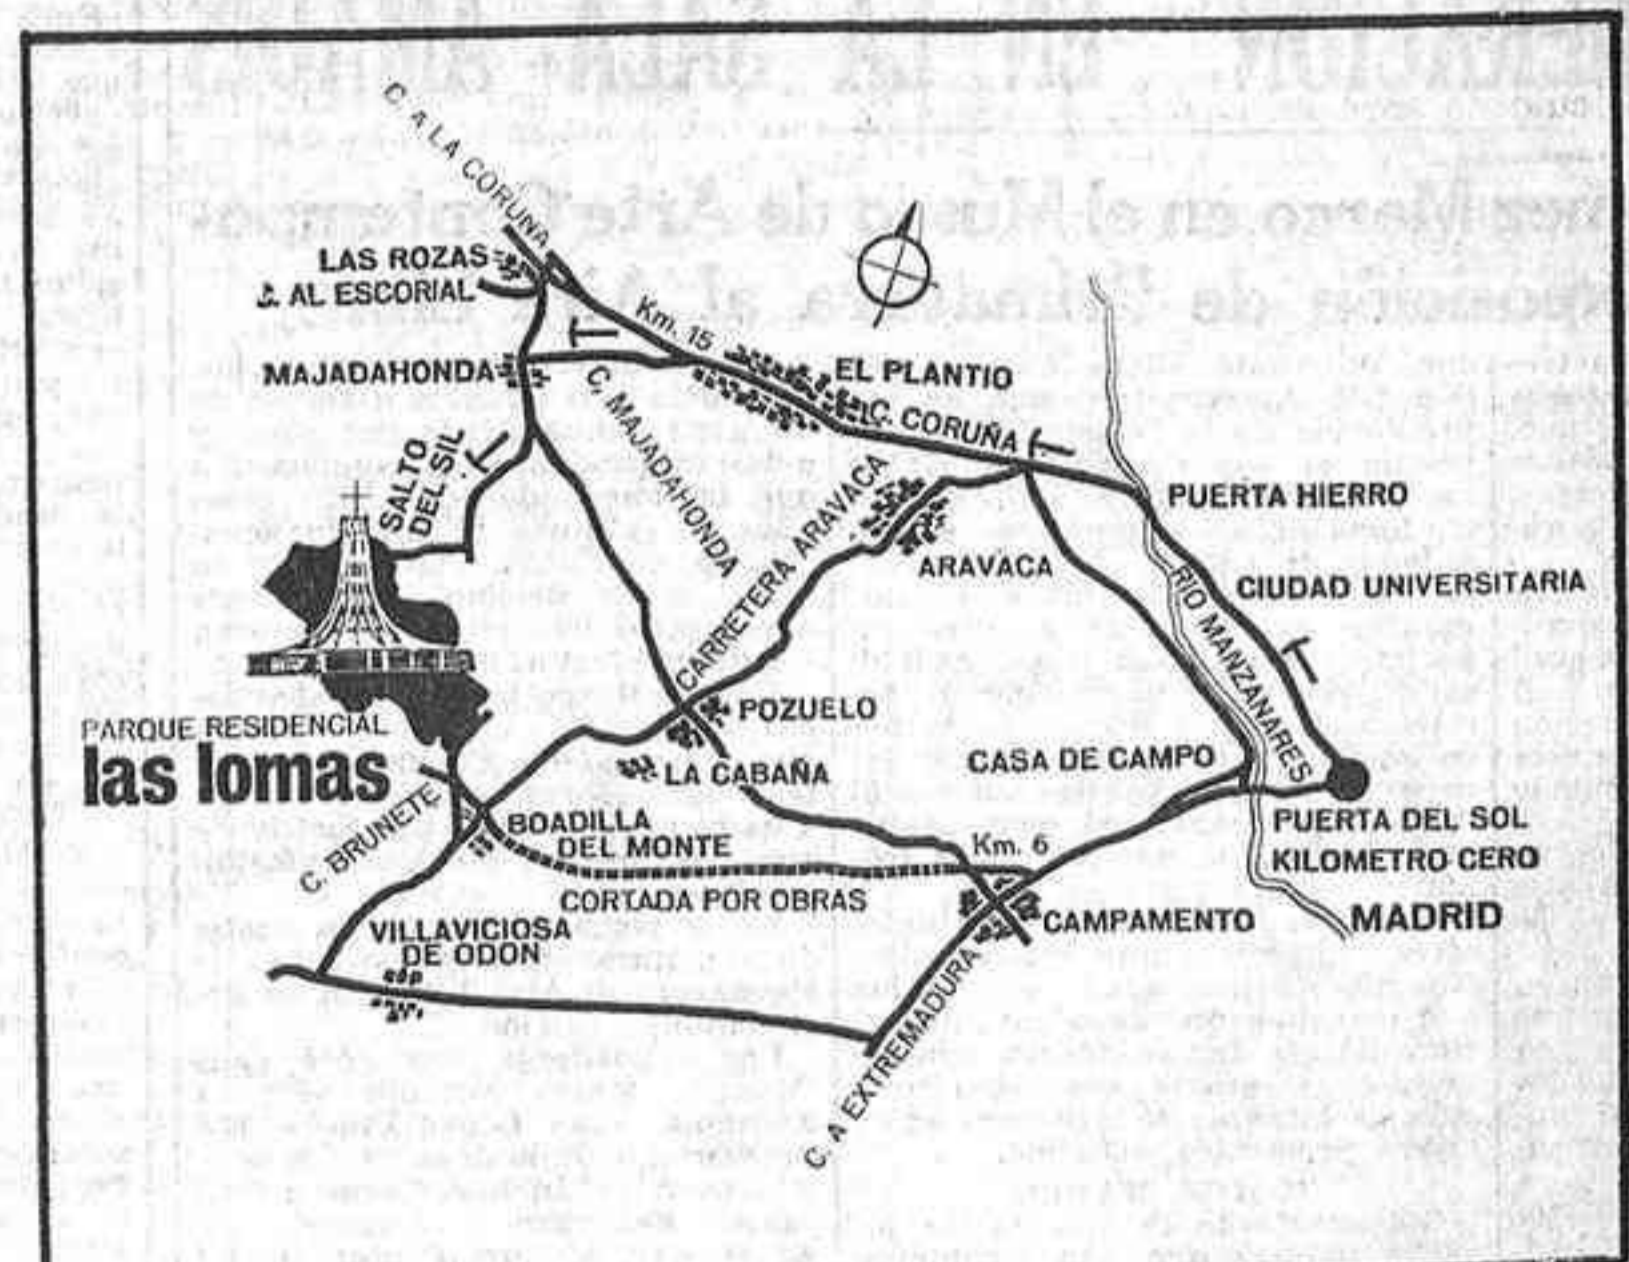 C. A LA CORUÑA
LAS ROZAS
C. AL ESCORIAL
Km. 15
MAJADAHONDA
EL PLANTIO
C. CORUÑA
C. MAJADAHONDA
SALTO
DEL SIL
CARRETERA ARAVACA
ARAVACA
PUERTA HIERRO
CIUDAD UNIVERSITARIA
RIO MANZANARES
PARQUE RESIDENCIAL
las lomas
POZUELO
LA CABAÑA
CASA DE CAMPO
C. BRUNETE
BOADILLA
DEL MONTE
Km. 6
PUERTA DEL SOL
KILOMETRO CERO
CORTADA POR OBRAS
CAMPAMENTO
MADRID
VILLAVICIOSA
DE ODON
C. A EXTREMADURA